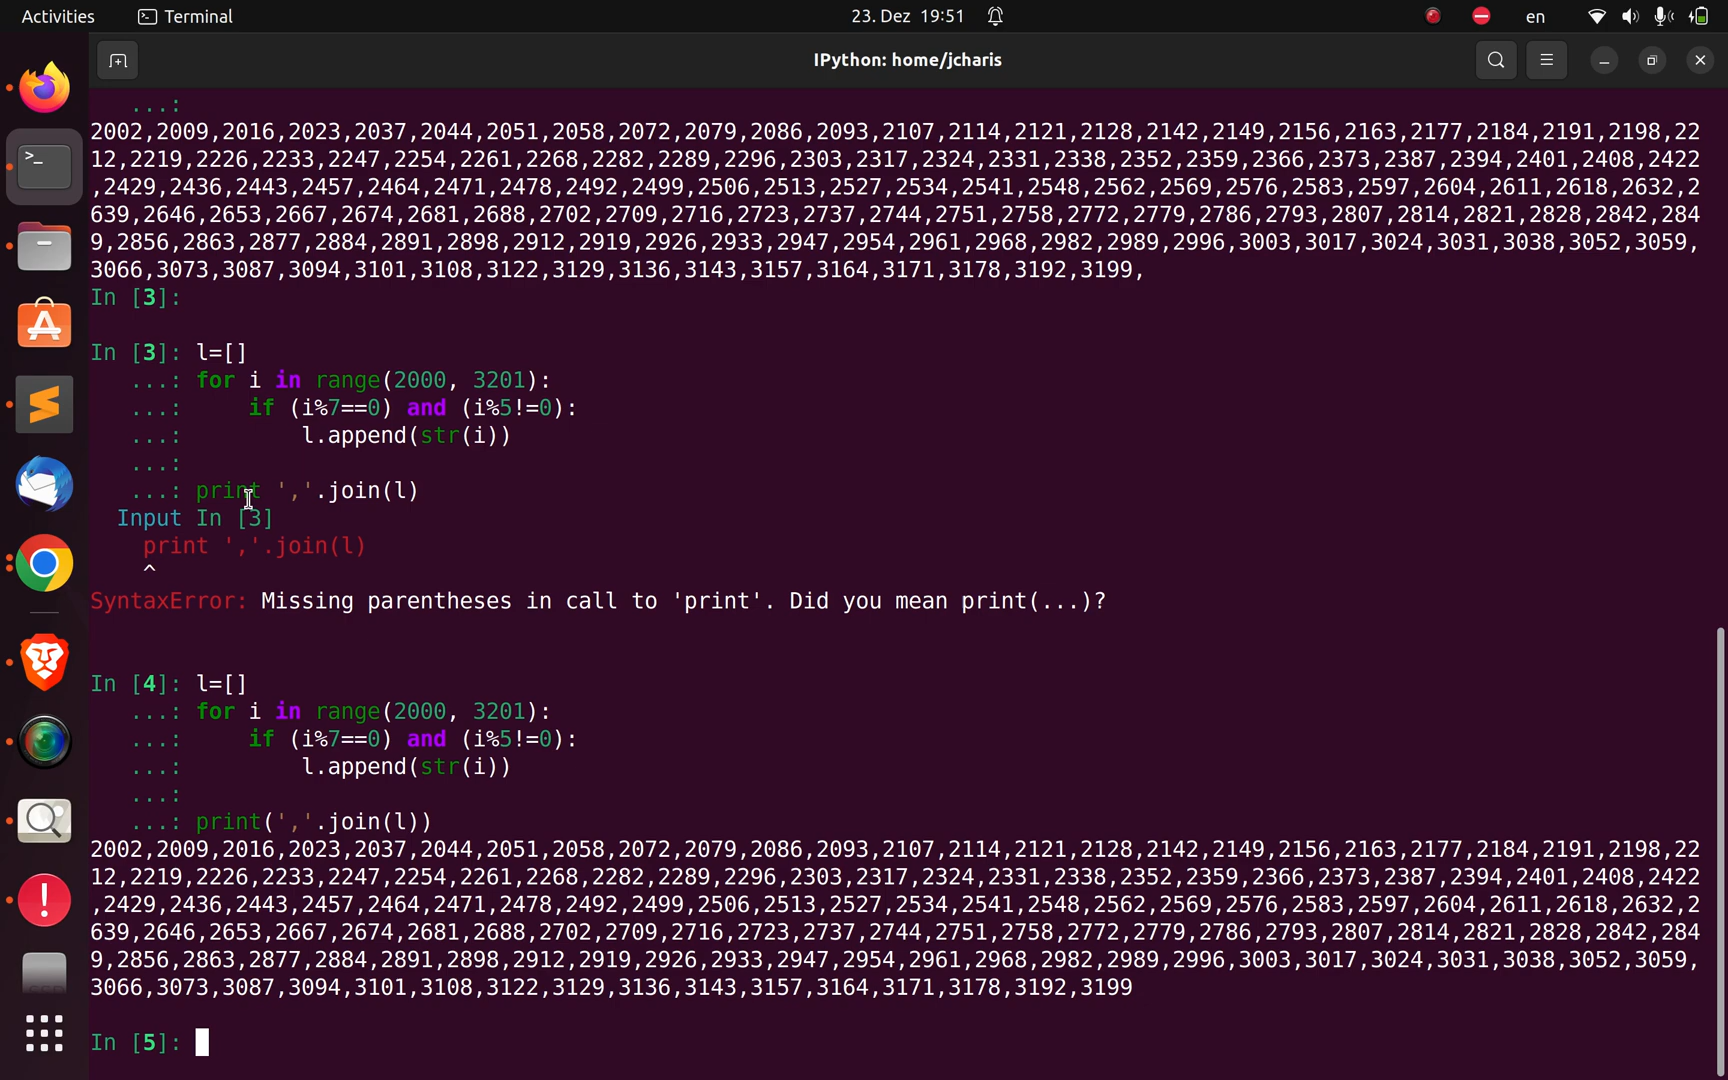 Activities Terminal 23. Dez 19:51 en
IPython: home/jcharis
...:
2002,2009,2016,2023,2037,2044,2051,2058,2072,2079,2086,2093,2107,2114,2121,2128,2142,2149,2156,2163,2177,2184,2191,2198,22
12,2219,2226,2233,2247,2254,2261,2268,2282,2289,2296,2303,2317,2324,2331,2338,2352,2359,2366,2373,2387,2394,2401,2408,2422
,2429,2436,2443,2457,2464,2471,2478,2492,2499,2506,2513,2527,2534,2541,2548,2562,2569,2576,2583,2597,2604,2611,2618,2632,2
639,2646,2653,2667,2674,2681,2688,2702,2709,2716,2723,2737,2744,2751,2758,2772,2779,2786,2793,2807,2814,2821,2828,2842,284
9,2856,2863,2877,2884,2891,2898,2912,2919,2926,2933,2947,2954,2961,2968,2982,2989,2996,3003,3017,3024,3031,3038,3052,3059,
3066,3073,3087,3094,3101,3108,3122,3129,3136,3143,3157,3164,3171,3178,3192,3199,
In [3]:
In [3]: l=[]
...: for i in range(2000, 3201):
...:     if (i%7==0) and (i%5!=0):
...:         l.append(str(i))
...:
...: print ','.join(l)
Input In [3]
print ','.join(l)
^
SyntaxError: Missing parentheses in call to 'print'. Did you mean print(...)?
In [4]: l=[]
...: for i in range(2000, 3201):
...:     if (i%7==0) and (i%5!=0):
...:         l.append(str(i))
...:
...: print(','.join(l))
2002,2009,2016,2023,2037,2044,2051,2058,2072,2079,2086,2093,2107,2114,2121,2128,2142,2149,2156,2163,2177,2184,2191,2198,22
12,2219,2226,2233,2247,2254,2261,2268,2282,2289,2296,2303,2317,2324,2331,2338,2352,2359,2366,2373,2387,2394,2401,2408,2422
,2429,2436,2443,2457,2464,2471,2478,2492,2499,2506,2513,2527,2534,2541,2548,2562,2569,2576,2583,2597,2604,2611,2618,2632,2
639,2646,2653,2667,2674,2681,2688,2702,2709,2716,2723,2737,2744,2751,2758,2772,2779,2786,2793,2807,2814,2821,2828,2842,284
9,2856,2863,2877,2884,2891,2898,2912,2919,2926,2933,2947,2954,2961,2968,2982,2989,2996,3003,3017,3024,3031,3038,3052,3059,
3066,3073,3087,3094,3101,3108,3122,3129,3136,3143,3157,3164,3171,3178,3192,3199
In [5]: